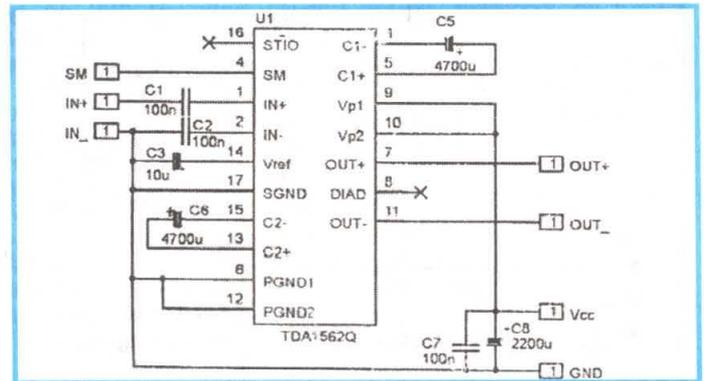 U1
16 STIO
4 SM
1 IN+
2 IN-
14 Vref
17 SGND
15 C2-
13 C2+
6 PGND1
12 PGND2
1 C1-
5 C1+
9 Vp1
10 Vp2
7 OUT+
8 DIAD
11 OUT-
TDA1562Q
SM 1
IN+ 1
IN_ 1
C1
100n
C2
100n
C3
10u
C6
4700u
C5
4700u
1 OUT+
1 OUT_
1 Vcc
-C8
2200u
C7
100n
1 GND